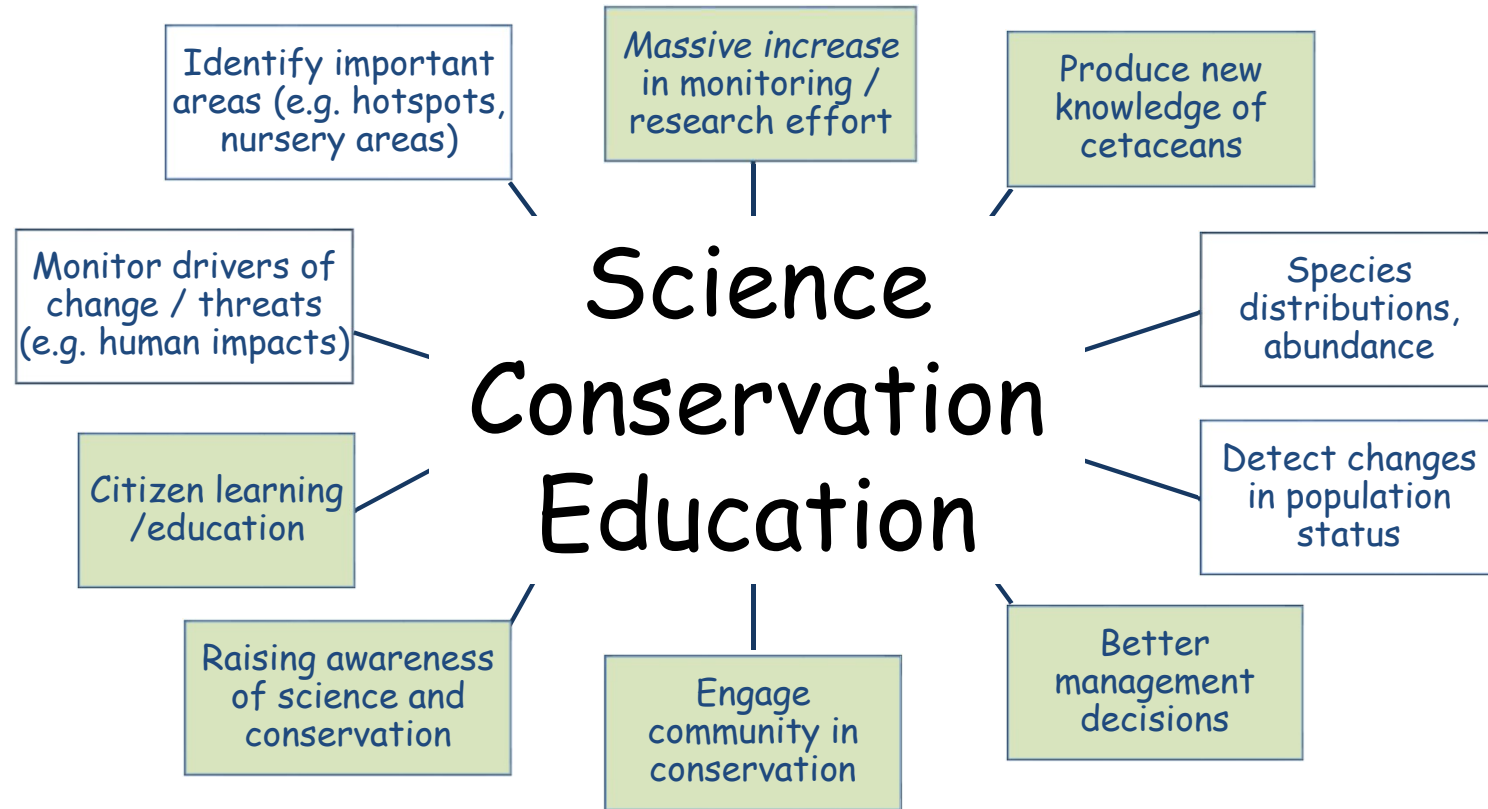 Identify important
areas (e.g. hotspots,
nursery areas)
Massive increase
in monitoring /
research effort
Produce new
knowledge of
cetaceans
Monitor drivers of
change / threats
(e.g. human impacts)
Science
Conservation
Education
Species
distributions,
abundance
Detect changes
in population
status
Citizen learning
/education
Raising awareness
of science and
conservation
Engage
community in
conservation
Better
management
decisions